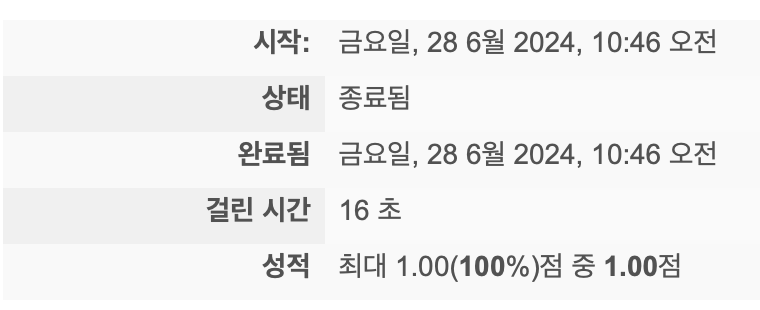 시작: 금요일, 28 6월 2024, 10:46 오전
상태 종료됨
완료됨 금요일, 28 6월 2024, 10:46 오전
걸린 시간 16 초
성적 최대 1.00(100%)점 중 1.00점